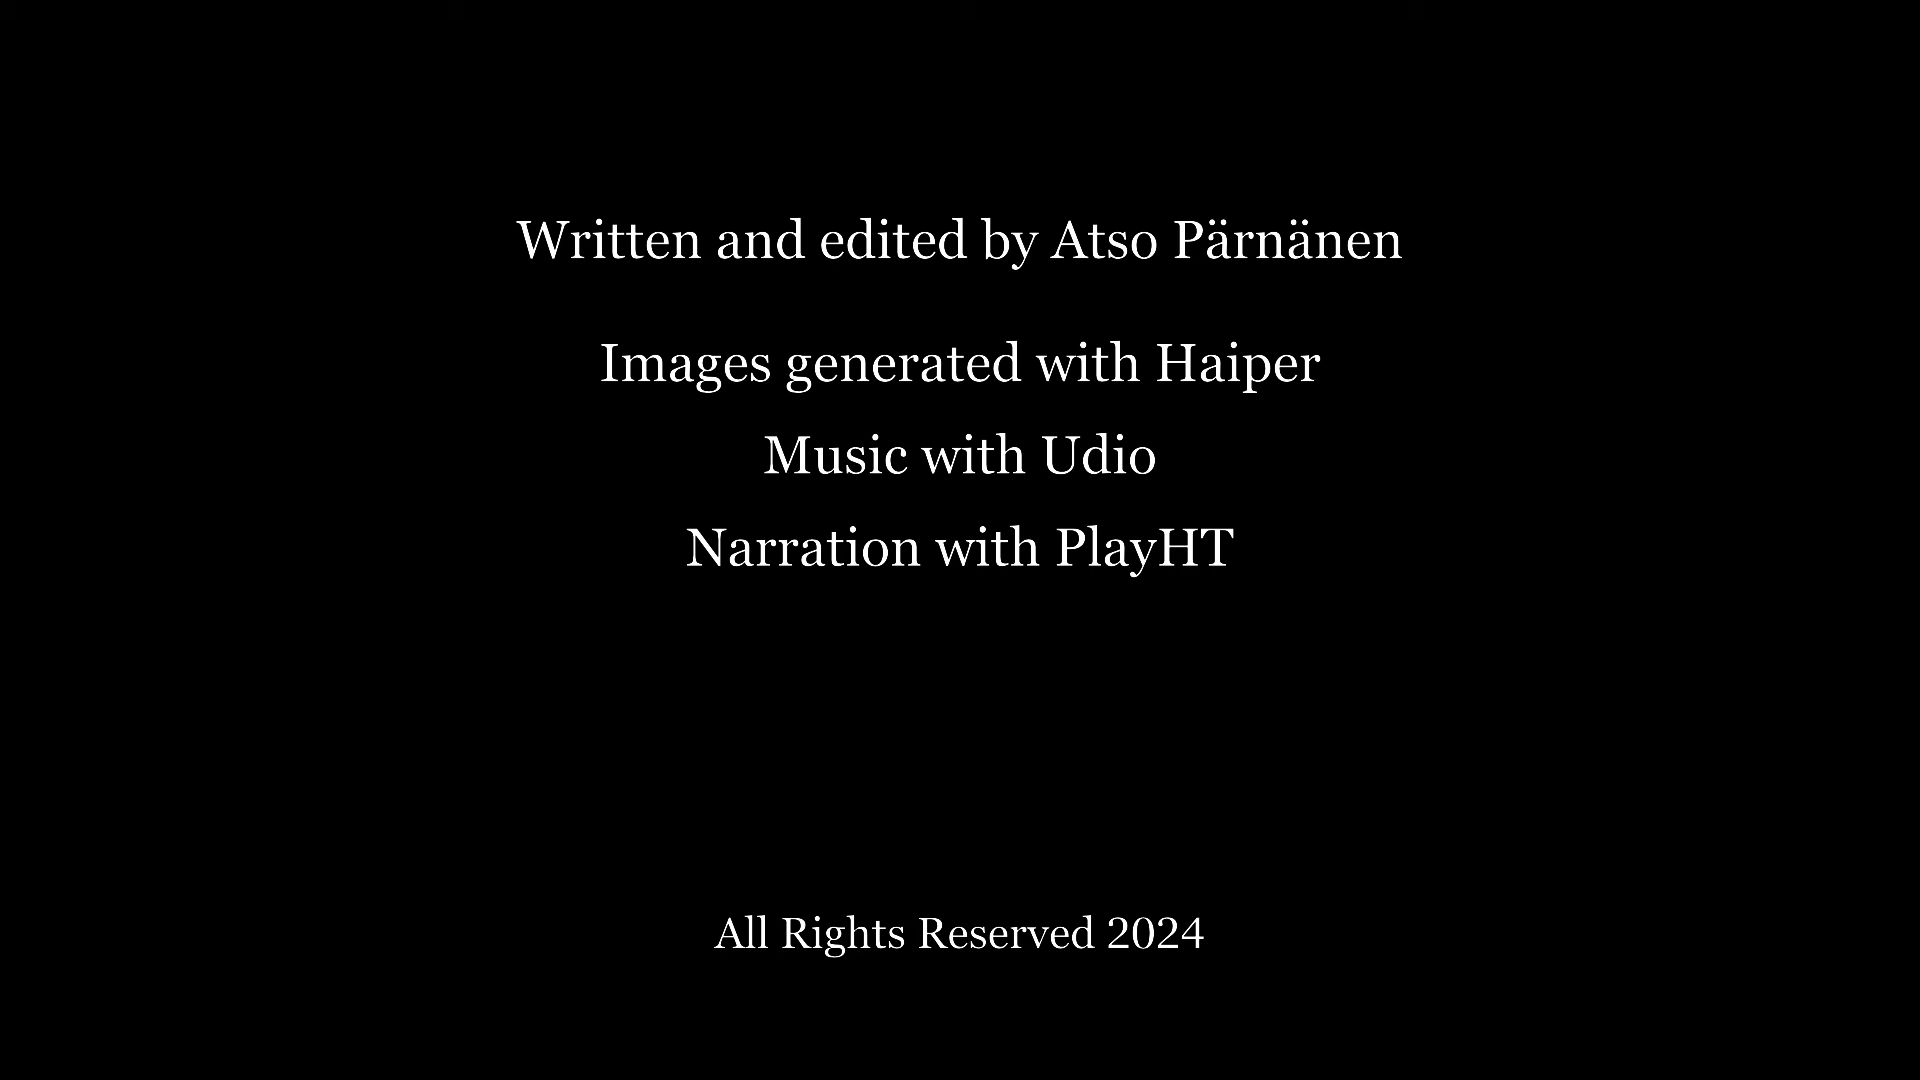 Written and edited by Atso Pärnänen
Images generated with Haiper
Music with Udio
Narration with PlayHT
All Rights Reserved 2024